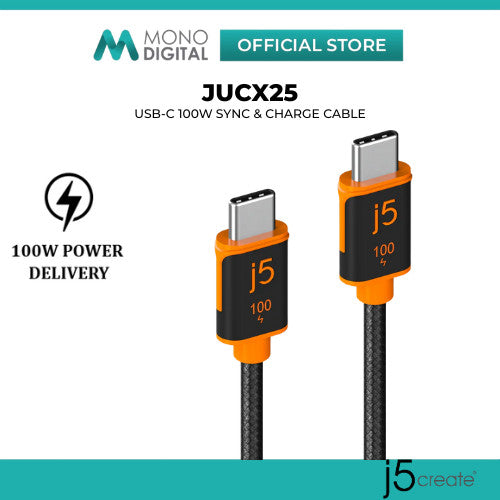 MONO
DIGITAL
OFFICIAL STORE
JUCX25
USB-C 100W SYNC & CHARGE CABLE
100W POWER
DELIVERY
j5
100
j5
100
j5create®